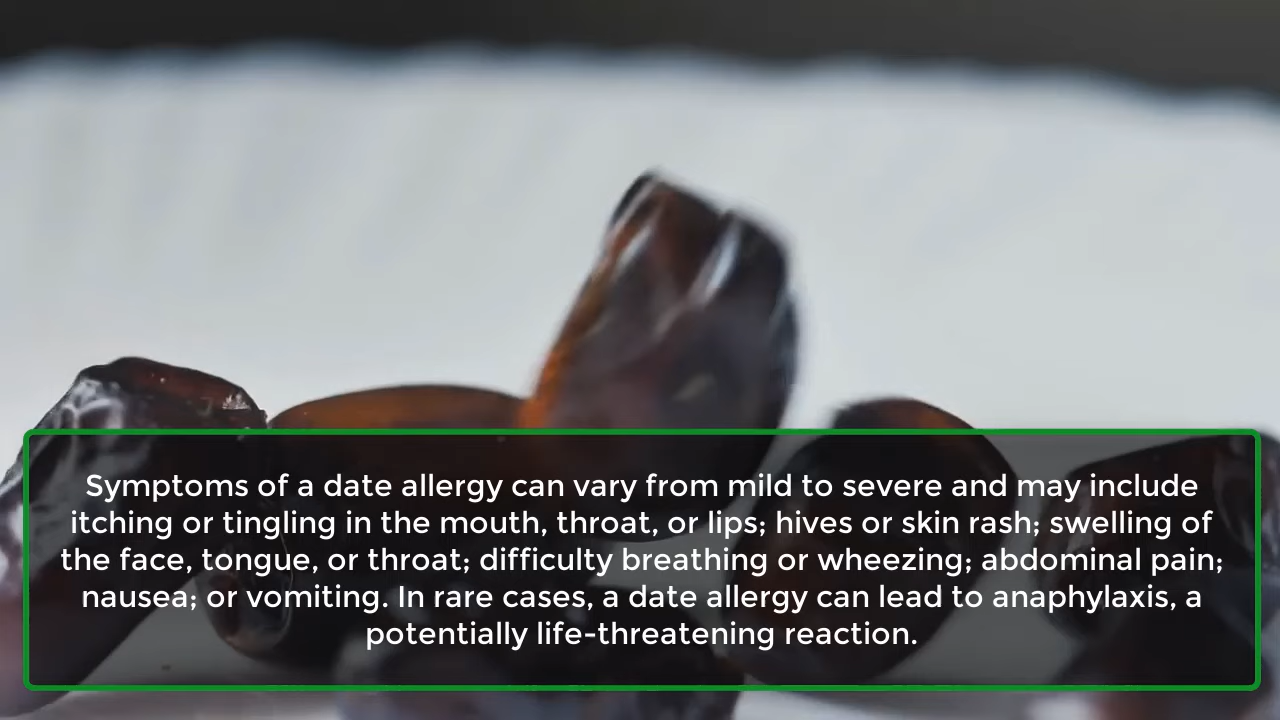 Symptoms of a date allergy can vary from mild to severe and may include
itching or tingling in the mouth, throat, or lips; hives or skin rash; swelling of
the face, tongue, or throat; difficulty breathing or wheezing; abdominal pain;
nausea; or vomiting. In rare cases, a date allergy can lead to anaphylaxis, a
potentially life-threatening reaction.